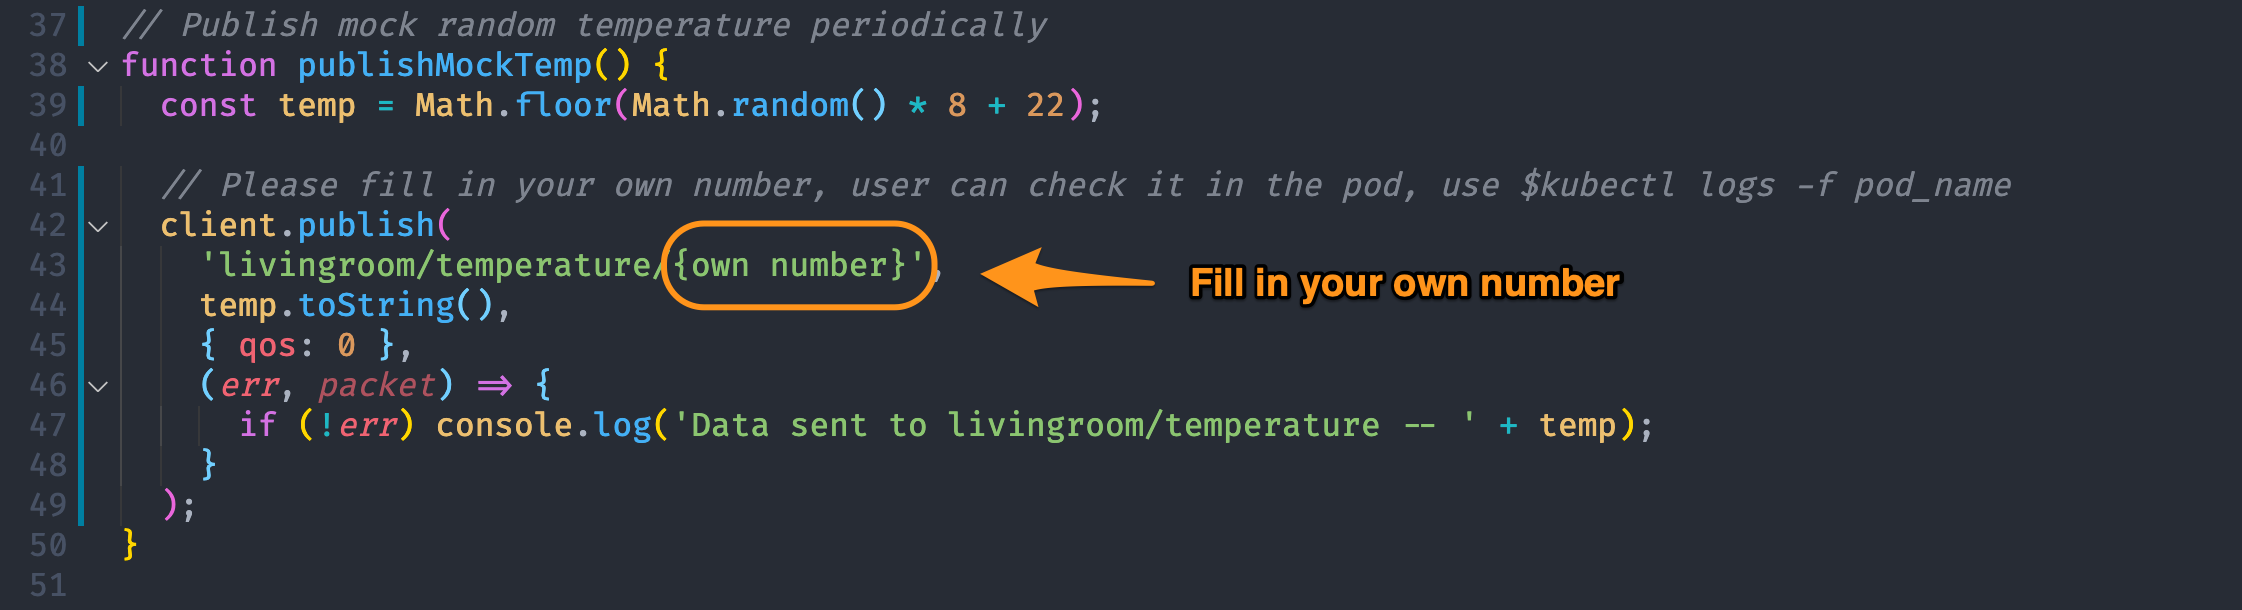 37 // Publish mock random temperature periodically
38 function publishMockTemp() {
39 const temp = Math.floor(Math.random() * 8 + 22);
40
41 // Please fill in your own number, user can check it in the pod, use $kubectl logs -f pod_name
42 client.publish(
43 'livingroom/temperature/{own number}',
Fill in your own number
44 temp.toString(),
45 { qos: 0 },
46 (err, packet) => {
47 if (!err) console.log('Data sent to livingroom/temperature -- ' + temp);
48 }
49 );
50 }
51